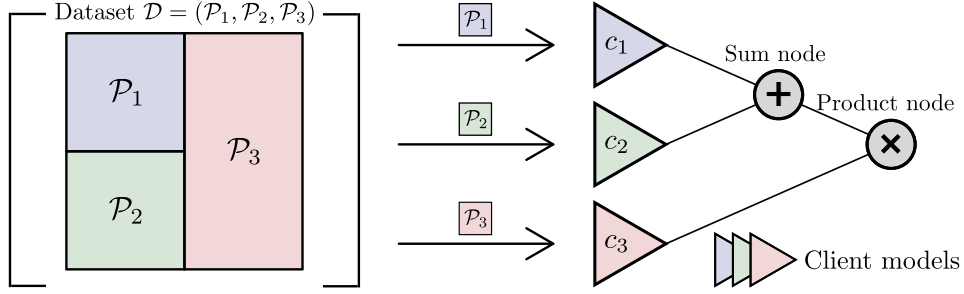 Dataset 𝒟 = (𝒫₁, 𝒫₂, 𝒫₃)
𝒫₁
𝒫₂
𝒫₃
𝒫₁
𝒫₂
𝒫₃
c₁
c₂
c₃
Sum node
+
Product node
×
Client models